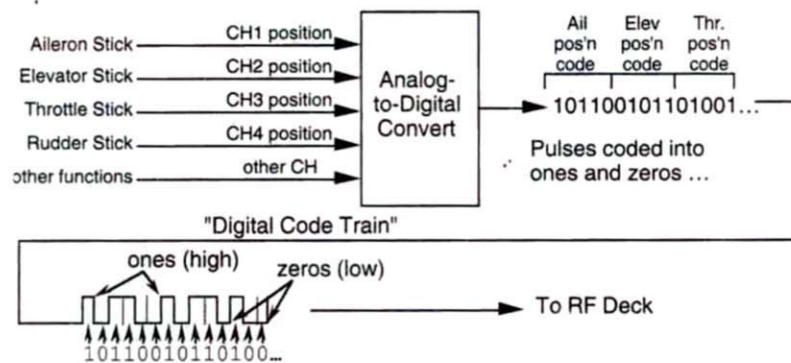 Aileron Stick
CH1 position
Elevator Stick
CH2 position
Throttle Stick
CH3 position
Rudder Stick
CH4 position
other functions
other CH
Analog-
to-Digital
Convert
Ail
pos'n
code
Elev
pos'n
code
Thr.
pos'n
code
101100101101001...
Pulses coded into
ones and zeros ...
"Digital Code Train"
ones (high)
zeros (low)
To RF Deck
10110010110100...